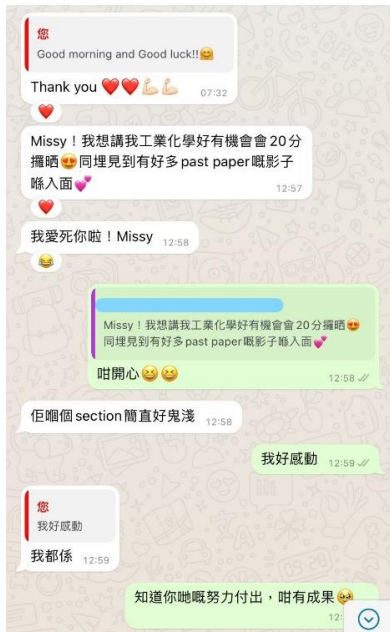 您
Good morning and Good luck!!🤗
Thank you ❤️❤️💪🏻💪🏻 07:32
Missy！我想講我工業化學好有機會會20分
攞晒😍同埋見到有好多past paper嘅影子
喺入面💕 12:57
我愛死你啦！Missy 12:58
Missy！我想講我工業化學好有機會會20分攞晒😍
同埋見到有好多past paper嘅影子喺入面💕
咁開心😆😆 12:58
佢嗰個section簡直好鬼淺 12:58
我好感動 12:59
您
我好感動
我都係 12:59
知道你哋嘅努力付出，咁有成果🥹
12: